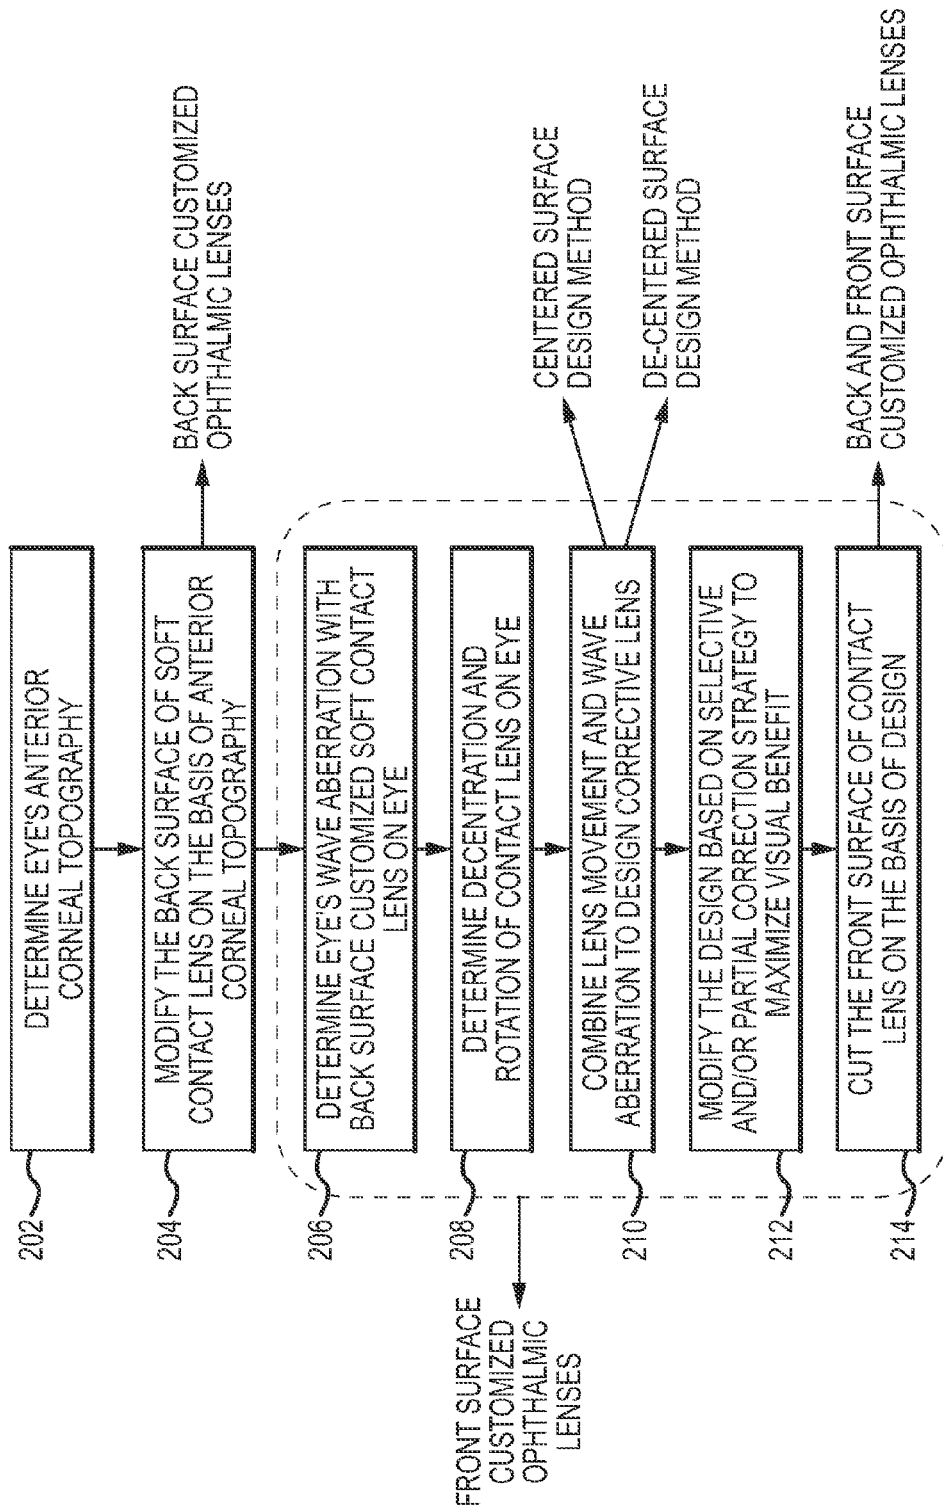 202
DETERMINE EYE'S ANTERIOR
CORNEAL TOPOGRAPHY
204
MODIFY THE BACK SURFACE OF SOFT
CONTACT LENS ON THE BASIS OF ANTERIOR
CORNEAL TOPOGRAPHY
BACK SURFACE CUSTOMIZED
OPHTHALMIC LENSES
FRONT SURFACE
CUSTOMIZED
OPHTHALMIC
LENSES
206
DETERMINE EYE'S WAVE ABERRATION WITH
BACK SURFACE CUSTOMIZED SOFT CONTACT
LENS ON EYE
208
DETERMINE DECENTRATION AND
ROTATION OF CONTACT LENS ON EYE
210
COMBINE LENS MOVEMENT AND WAVE
ABERRATION TO DESIGN CORRECTIVE LENS
CENTERED SURFACE
DESIGN METHOD
DE-CENTERED SURFACE
DESIGN METHOD
212
MODIFY THE DESIGN BASED ON SELECTIVE
AND/OR PARTIAL CORRECTION STRATEGY TO
MAXIMIZE VISUAL BENEFIT
214
CUT THE FRONT SURFACE OF CONTACT
LENS ON THE BASIS OF DESIGN
BACK AND FRONT SURFACE
CUSTOMIZED OPHTHALMIC LENSES